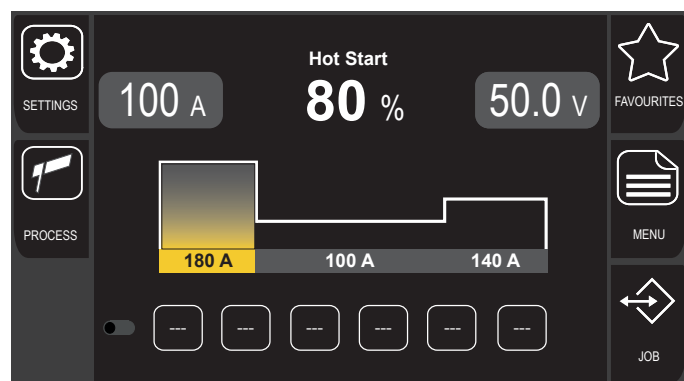 SETTINGS
PROCESS
Hot Start
100 A
80 %
50.0 V
180 A
100 A
140 A
--- --- --- --- --- ---
FAVOURITES
MENU
JOB